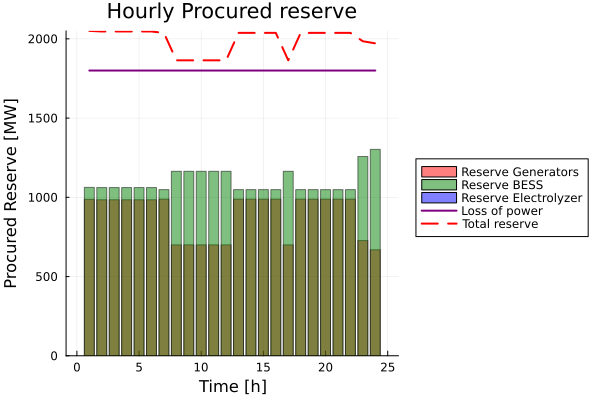 Hourly Procured reserve
Procured Reserve [MW]
2000
1500
1000
500
0
0 5 10 15 20 25
Time [h]
Reserve Generators
Reserve BESS
Reserve Electrolyzer
Loss of power
Total reserve